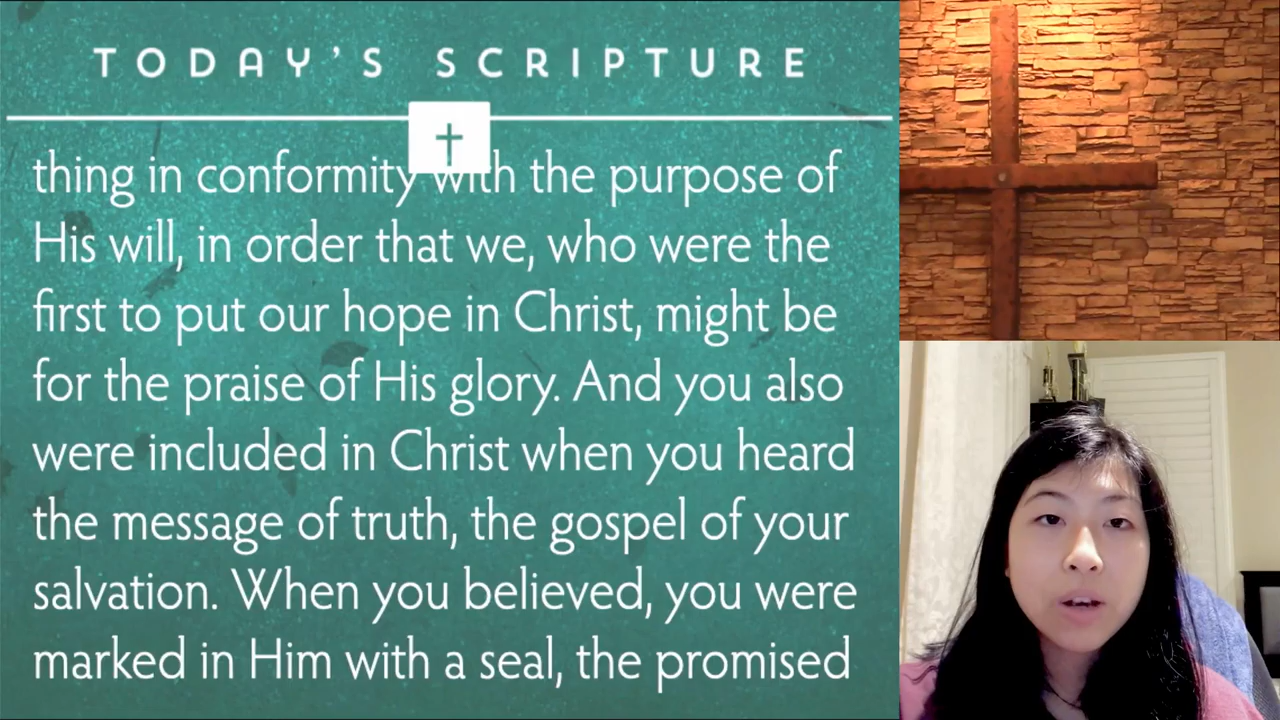 TODAY'S SCRIPTURE
thing in conformity with the purpose of
His will, in order that we, who were the
first to put our hope in Christ, might be
for the praise of His glory. And you also
were included in Christ when you heard
the message of truth, the gospel of your
salvation. When you believed, you were
marked in Him with a seal, the promised